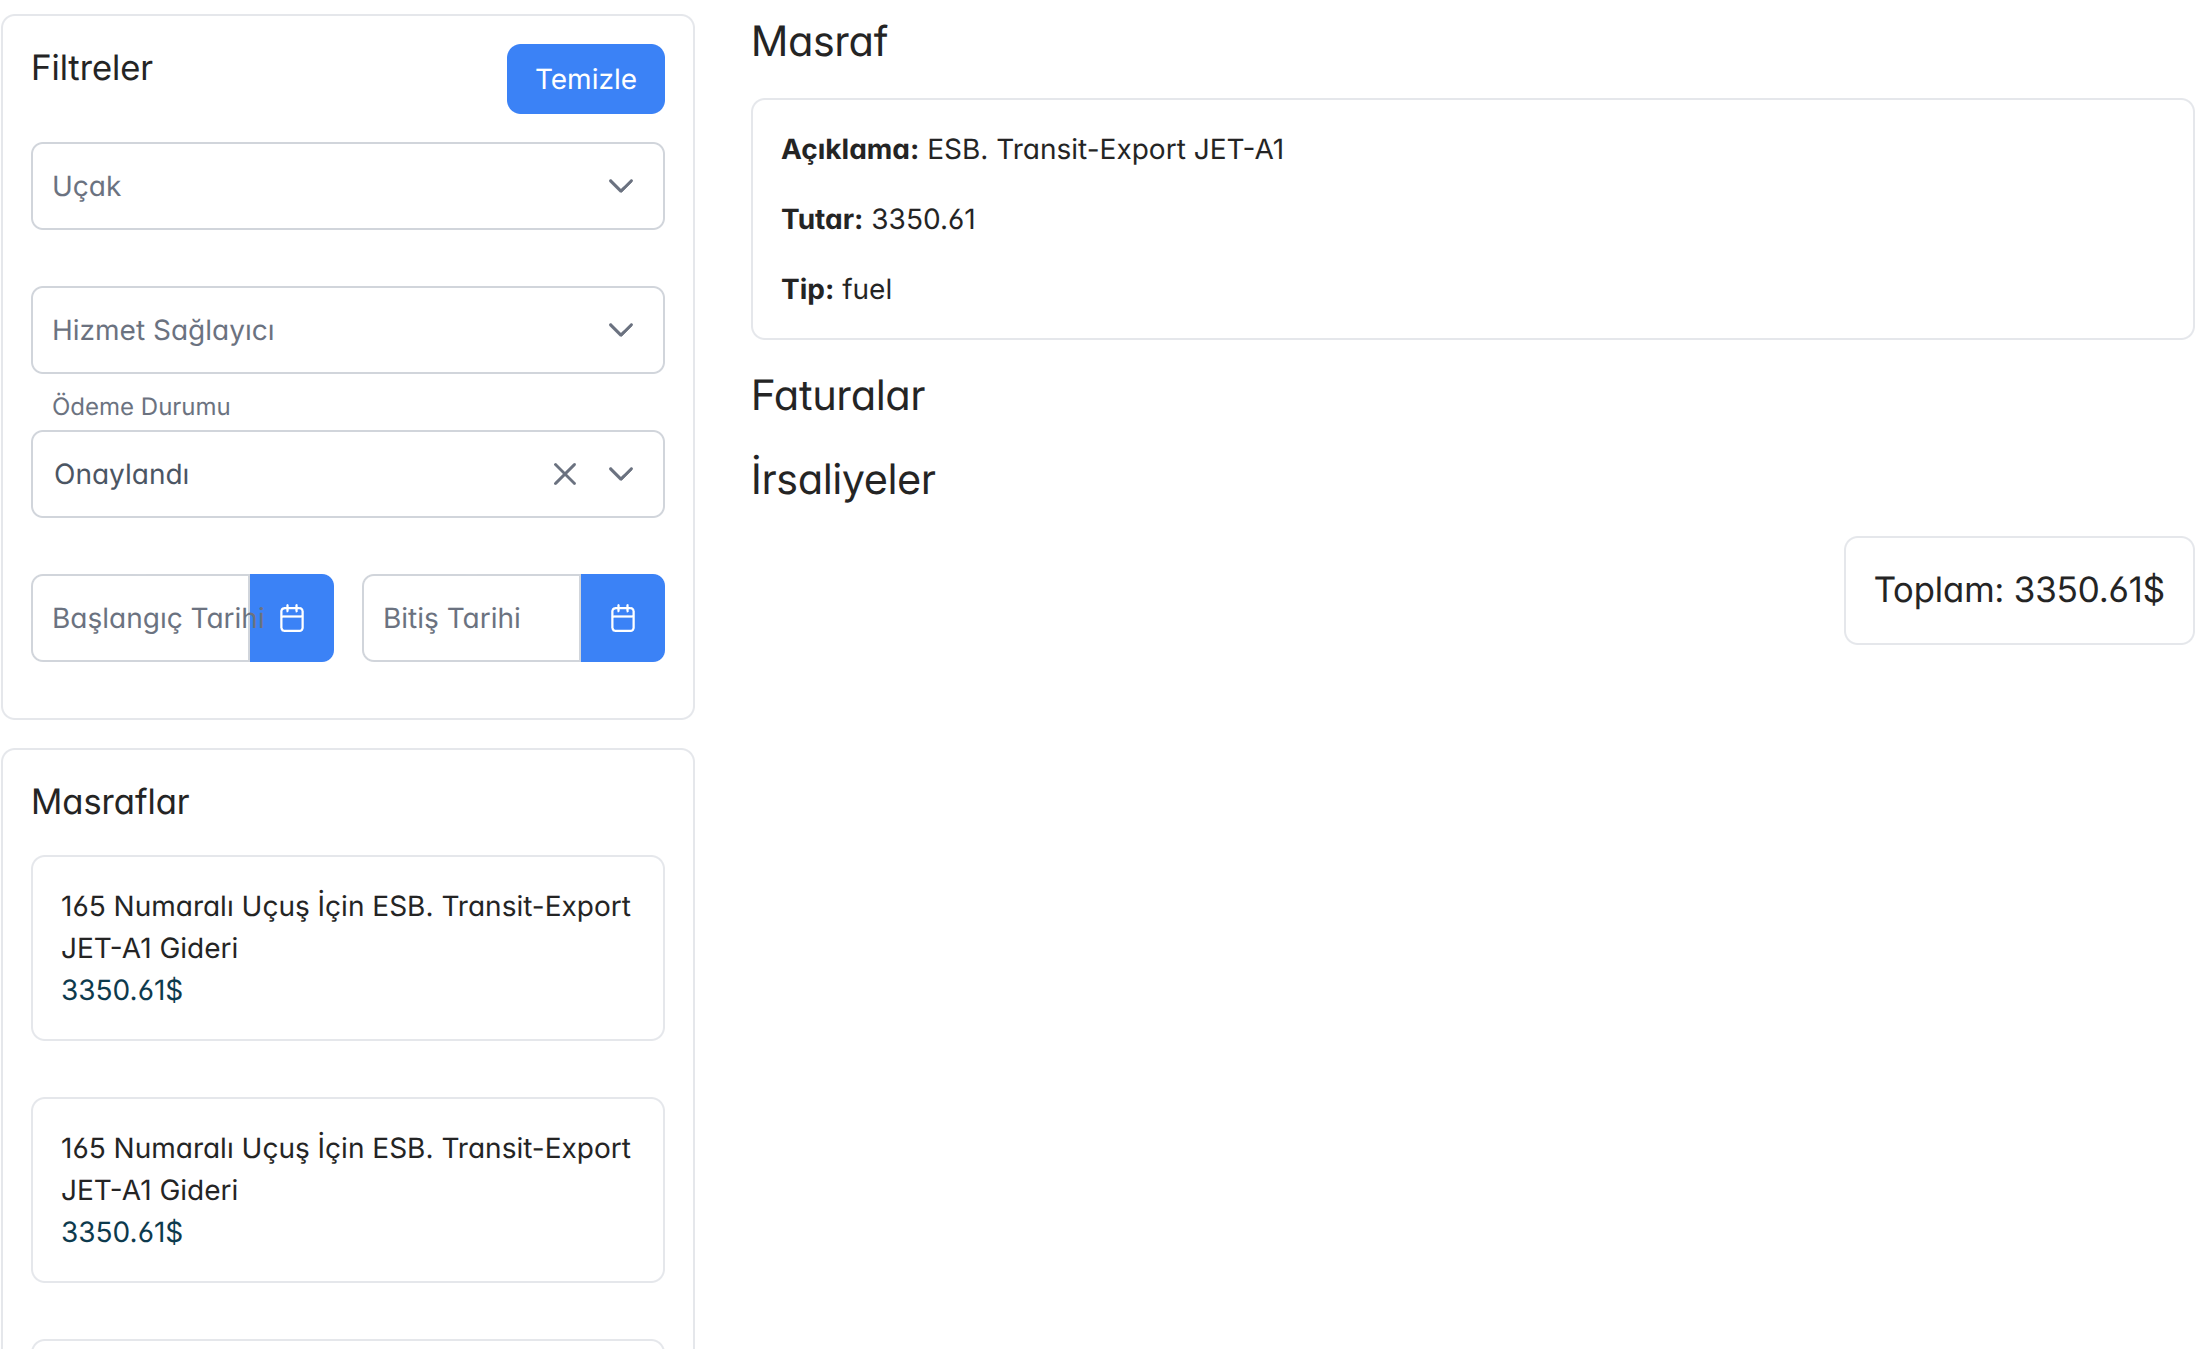 Filtreler
Temizle
Uçak
Hizmet Sağlayıcı
Ödeme Durumu
Onaylandı
Başlangıç Tarihi
Bitiş Tarihi
Masraflar
165 Numaralı Uçuş İçin ESB. Transit-Export
JET-A1 Gideri
3350.61$
165 Numaralı Uçuş İçin ESB. Transit-Export
JET-A1 Gideri
3350.61$
Masraf
Açıklama: ESB. Transit-Export JET-A1
Tutar: 3350.61
Tip: fuel
Faturalar
İrsaliyeler
Toplam: 3350.61$